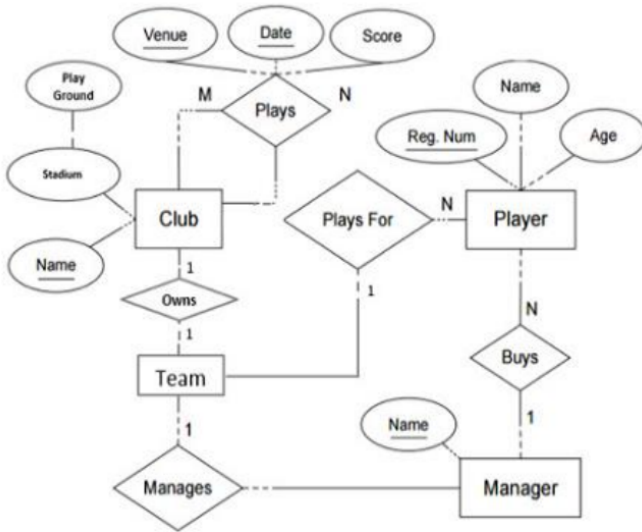 Venue
Date
Score
Play
Ground
M
Plays
N
Name
Reg. Num
Age
Stadium
Club
Plays For
N
Player
Name
1
1
Owns
N
1
Buys
Team
1
Name
1
Manages
Manager